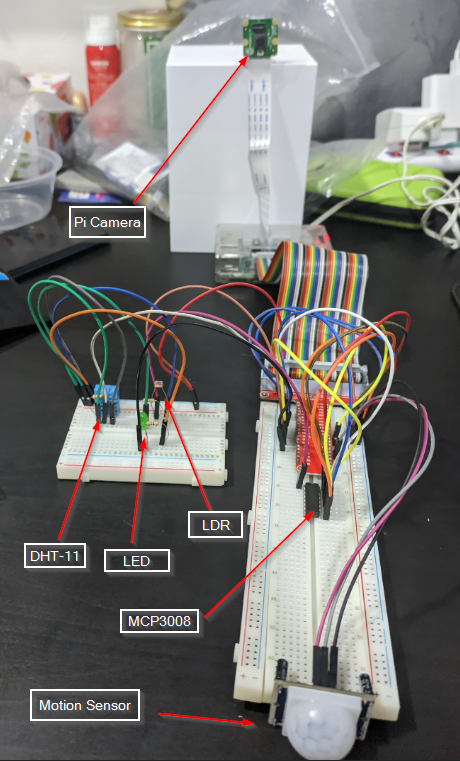 Pi Camera
LDR
DHT-11
LED
MCP3008
Motion Sensor